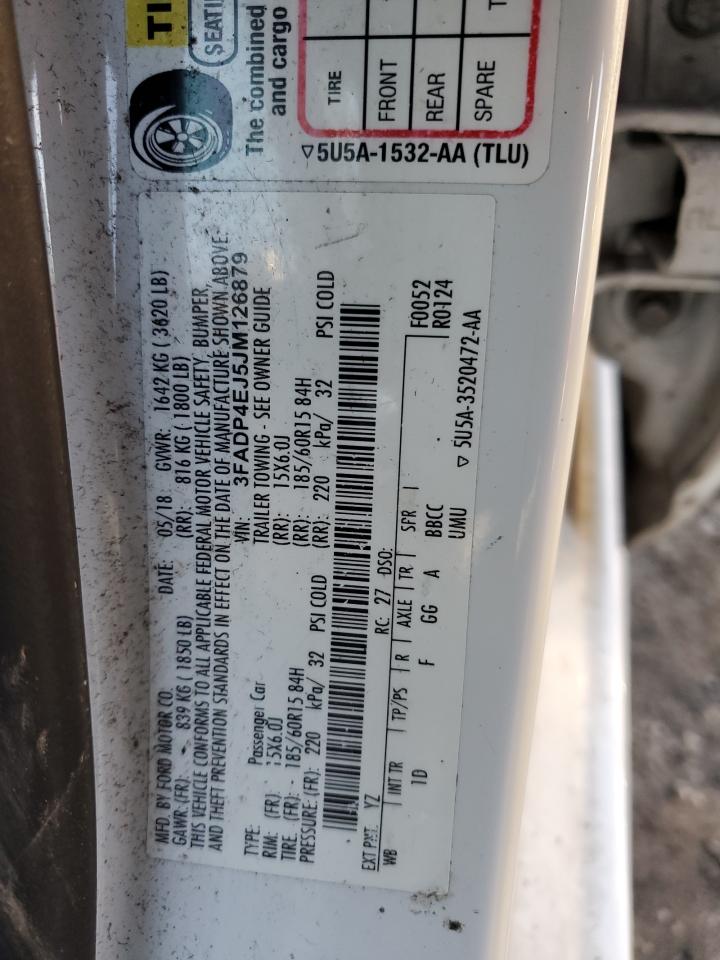 TI
SEATI
The combined
and cargo
TIRE
FRONT
REAR
SPARE
T
▽5U5A-1532-AA (TLU)
MFD. BY FORD MOTOR CO. DATE: 05/18 GVWR: 1642 KG ( 3620 LB)
GAWR: (FR): 839 KG ( 1850 LB) (RR): 816 KG ( 1800 LB)
THIS VEHICLE CONFORMS TO ALL APPLICABLE FEDERAL MOTOR VEHICLE SAFETY, BUMPER,
AND THEFT PREVENTION STANDARDS IN EFFECT ON THE DATE OF MANUFACTURE SHOWN ABOVE.
VIN: 3FADP4EJ5JM126879
TYPE: Passenger Car TRAILER TOWING - SEE OWNER GUIDE
RIM: (FR): 15X6.0J (RR): 15X6.0J
TIRE. (FR): 185/60R15 84H (RR): 185/60R15 84H
PRESSURE: (FR): 220 kPa/ 32 PSI COLD (RR): 220 kPa/ 32 PSI COLD
EXT PNT: YZ RC: 27 DSO: F0052
WB INT TR TP/PS R AXLE TR SPR R0124
1D F GG A BBCC
UMU
▽ 5U5A-3520472-AA